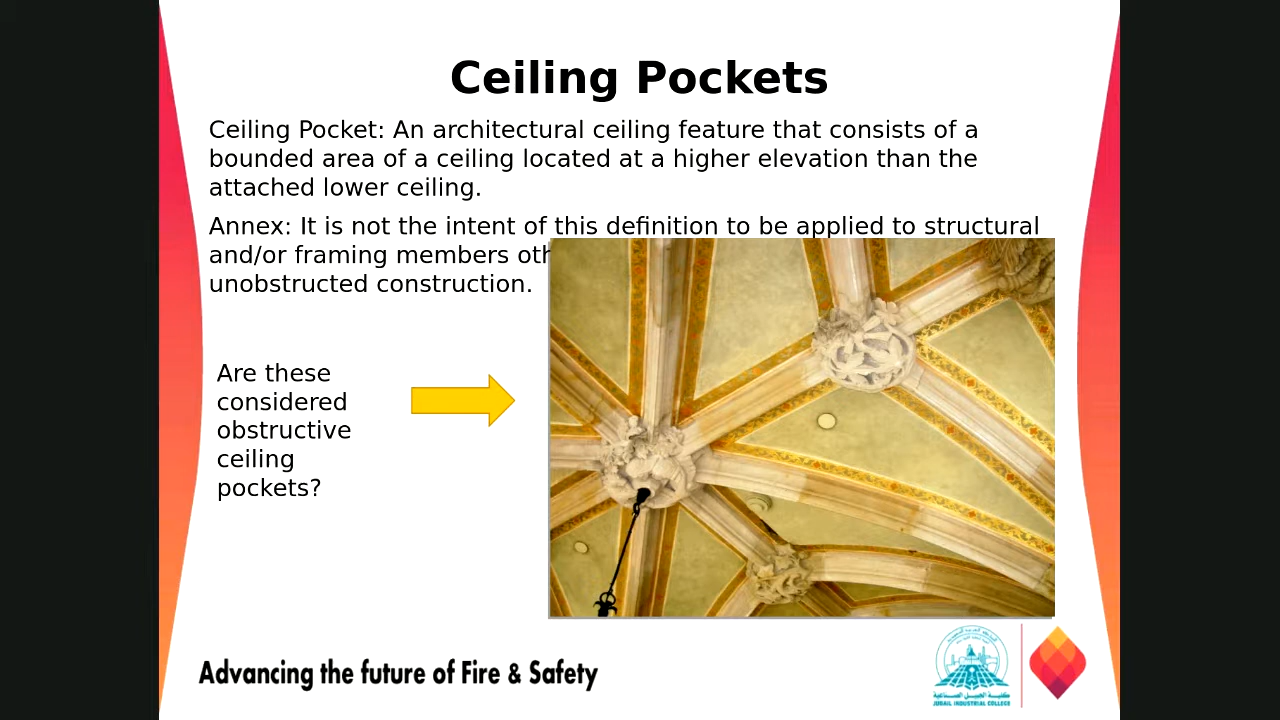 Ceiling Pockets
Ceiling Pocket: An architectural ceiling feature that consists of a
bounded area of a ceiling located at a higher elevation than the
attached lower ceiling.
Annex: It is not the intent of this definition to be applied to structural
and/or framing members
unobstructed construction.
Are these
considered
obstructive
ceiling
pockets?
Advancing the future of Fire & Safety
JUBAIL INDUSTRIAL COLLEGE